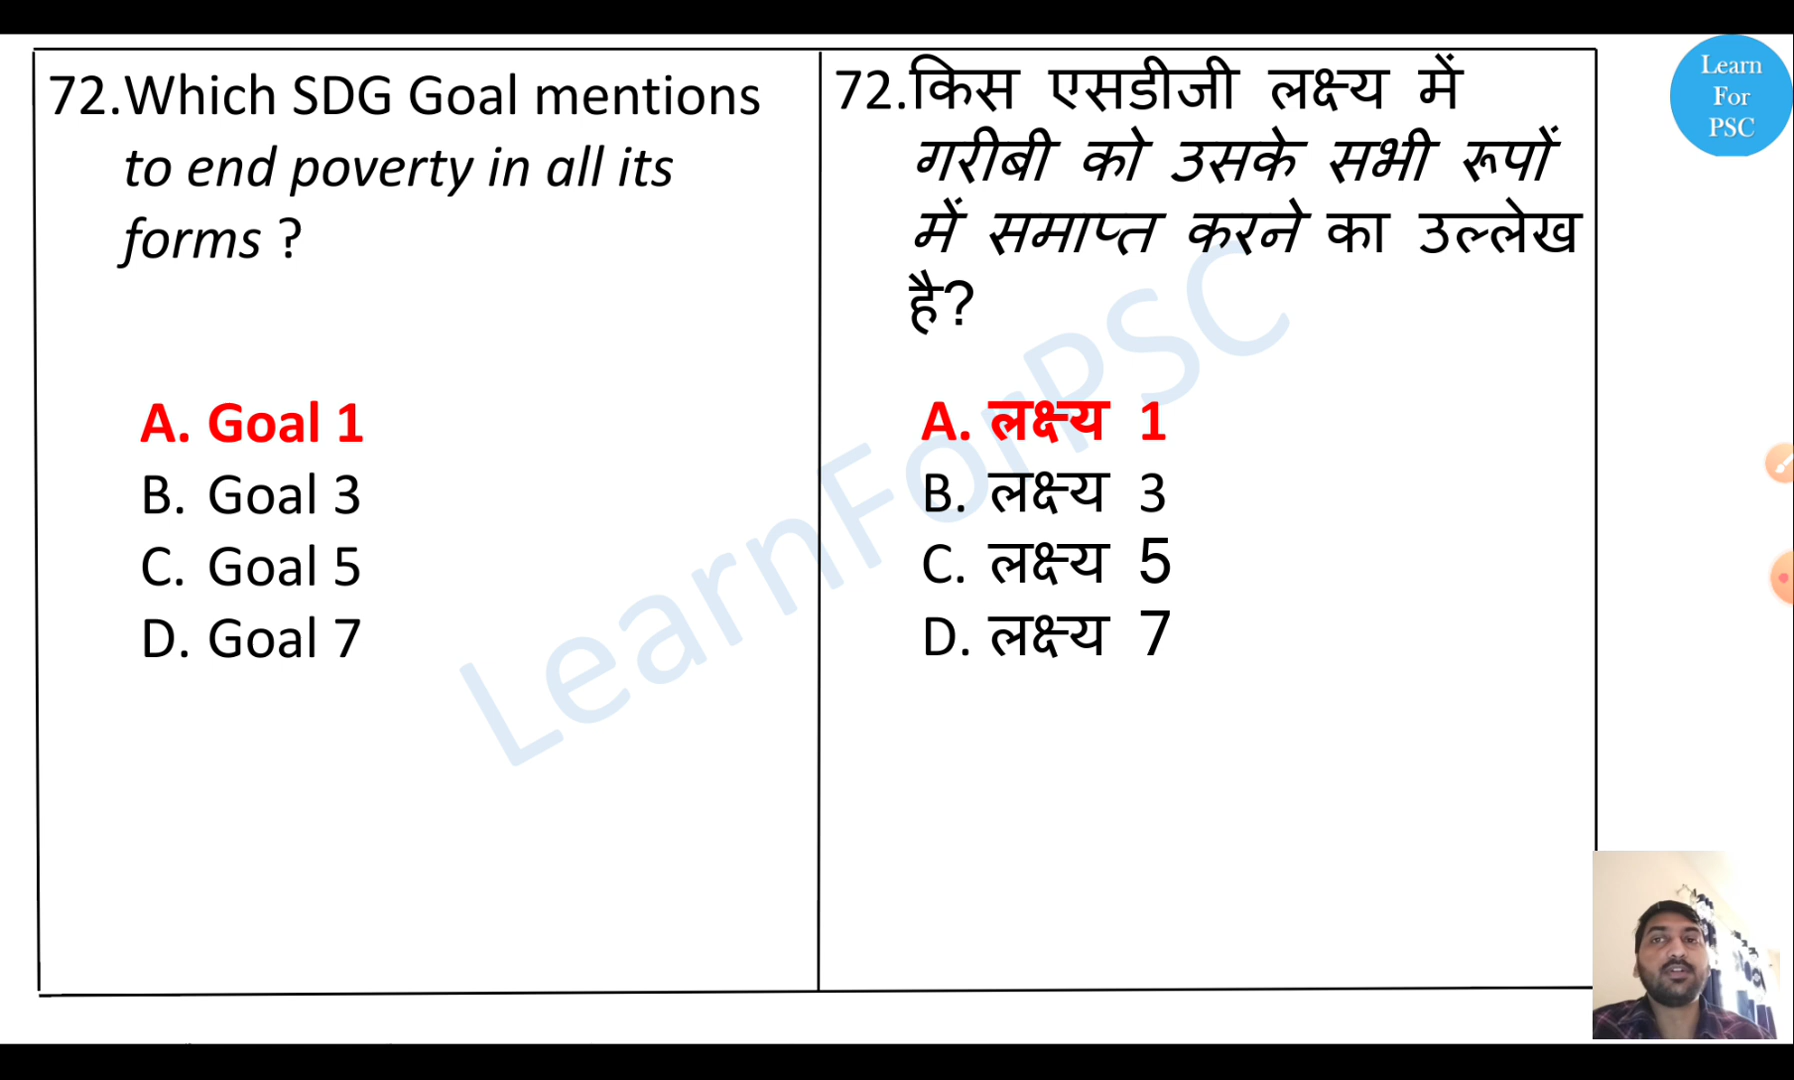 72.Which SDG Goal mentions
to end poverty in all its
forms ?
A. Goal 1
B. Goal 3
C. Goal 5
D. Goal 7
72.किस एसडीजी लक्ष्य में
गरीबी को उसके सभी रूपों
में समाप्त करने का उल्लेख
है?
A. लक्ष्य 1
B. लक्ष्य 3
C. लक्ष्य 5
D. लक्ष्य 7
Learn
For
PSC
LearnForPSC